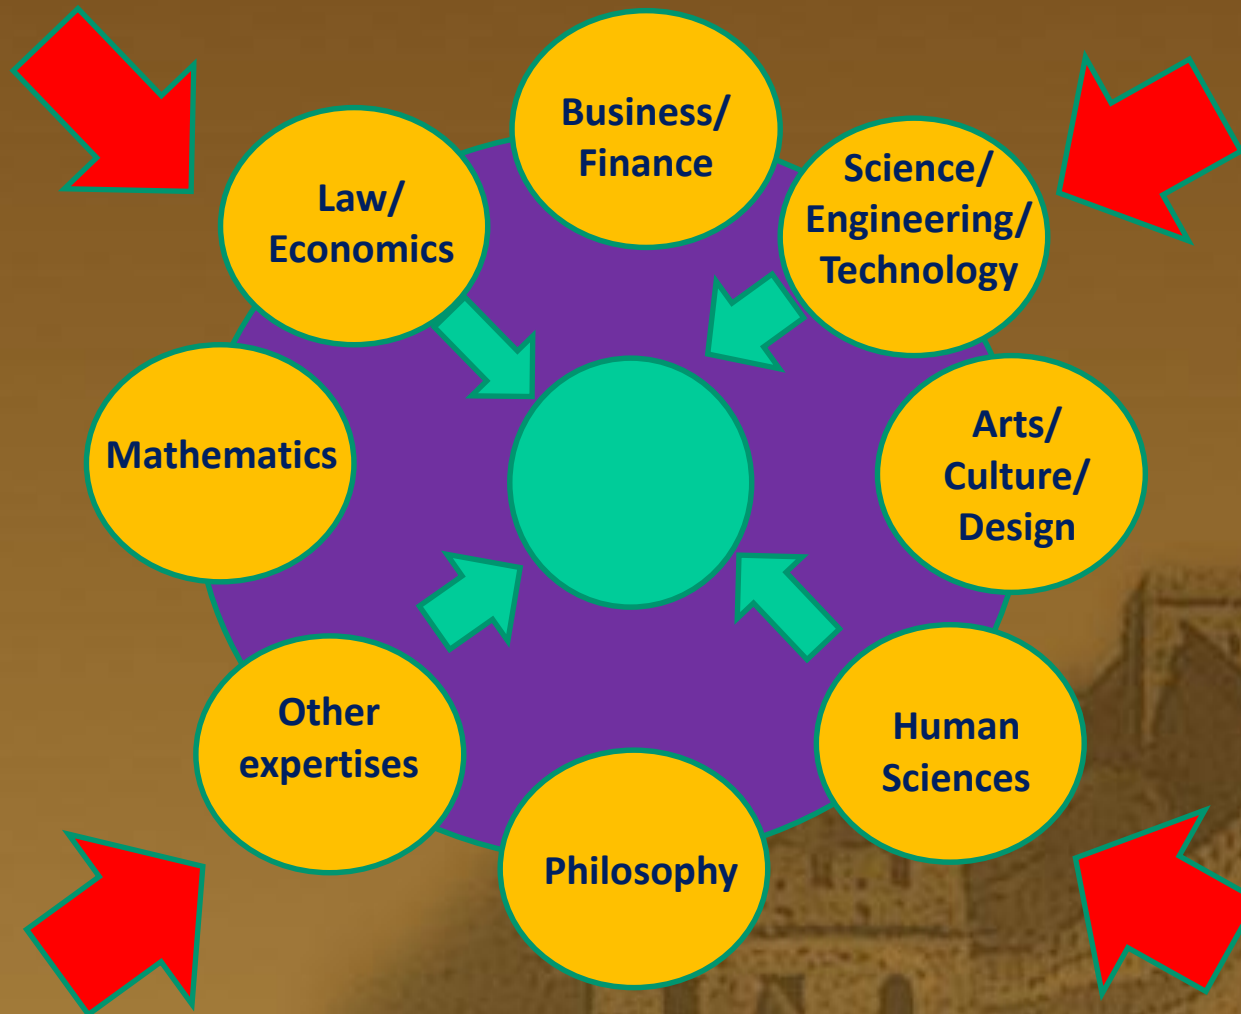 Business/
Finance
Science/
Engineering/
Technology
Law/
Economics
Arts/
Culture/
Design
Mathematics
Human
Sciences
Other
expertises
Philosophy